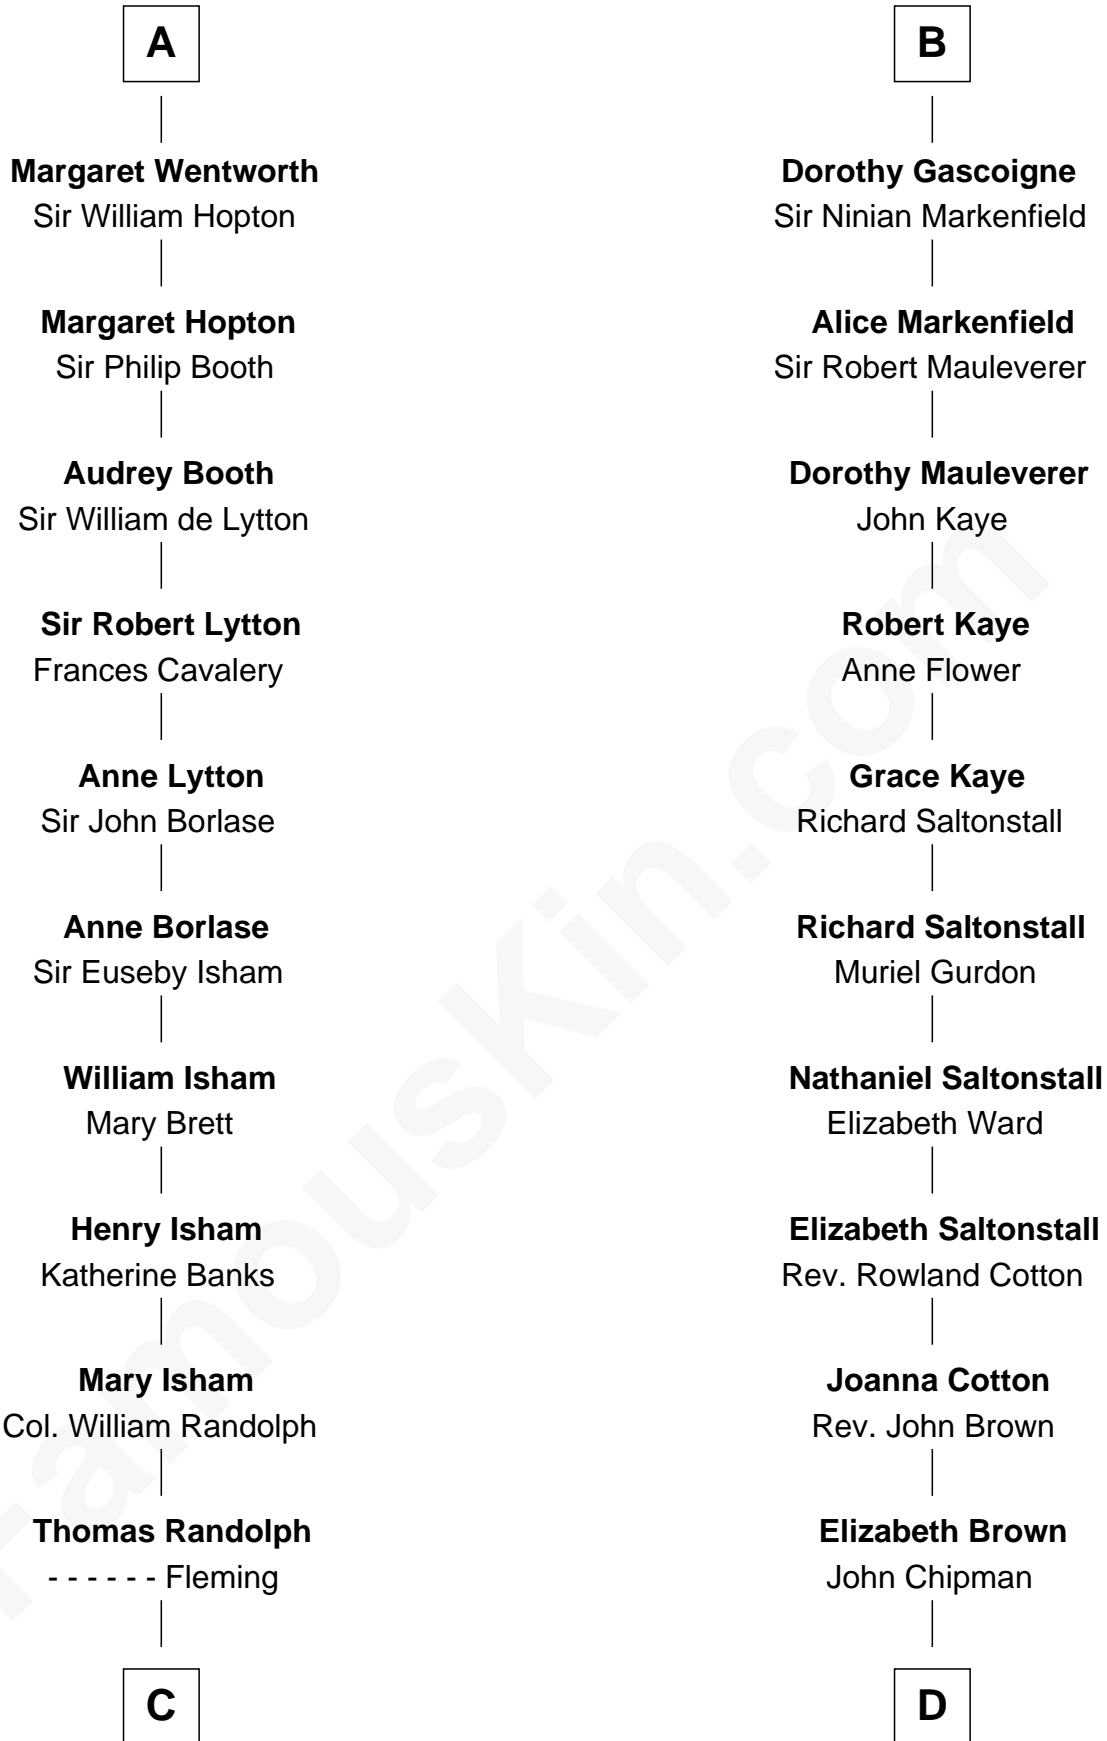 A
Margaret Wentworth
Sir William Hopton
Margaret Hopton
Sir Philip Booth
Audrey Booth
Sir William de Lytton
Sir Robert Lytton
Frances Cavalery
Anne Lytton
Sir John Borlase
Anne Borlase
Sir Euseby Isham
William Isham
Mary Brett
Henry Isham
Katherine Banks
Mary Isham
Col. William Randolph
Thomas Randolph
- - - - - - Fleming
C
B
Dorothy Gascoigne
Sir Ninian Markenfield
Alice Markenfield
Sir Robert Mauleverer
Dorothy Mauleverer
John Kaye
Robert Kaye
Anne Flower
Grace Kaye
Richard Saltonstall
Richard Saltonstall
Muriel Gurdon
Nathaniel Saltonstall
Elizabeth Ward
Elizabeth Saltonstall
Rev. Rowland Cotton
Joanna Cotton
Rev. John Brown
Elizabeth Brown
John Chipman
D
FamousKin.com